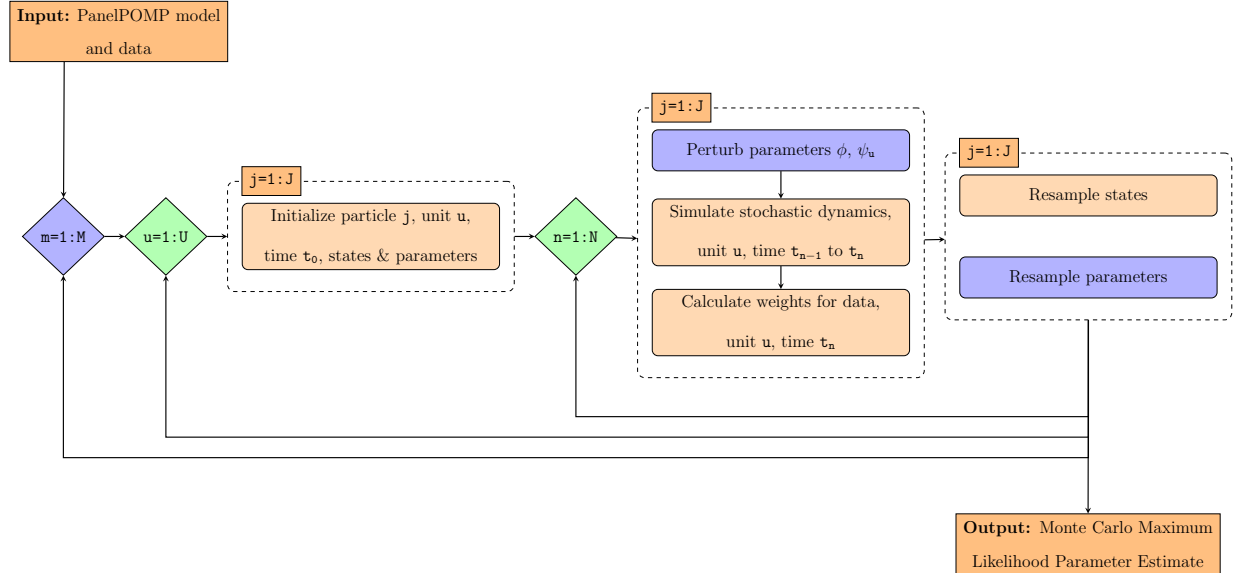 Input: PanelPOMP model
and data
m=1:M
u=1:U
j=1:J
Initialize particle j, unit u,
time t₀, states & parameters
n=1:N
j=1:J
Perturb parameters ϕ, ψᵤ
Simulate stochastic dynamics,
unit u, time tₙ₋₁ to tₙ
Calculate weights for data,
unit u, time tₙ
j=1:J
Resample states
Resample parameters
Output: Monte Carlo Maximum
Likelihood Parameter Estimate